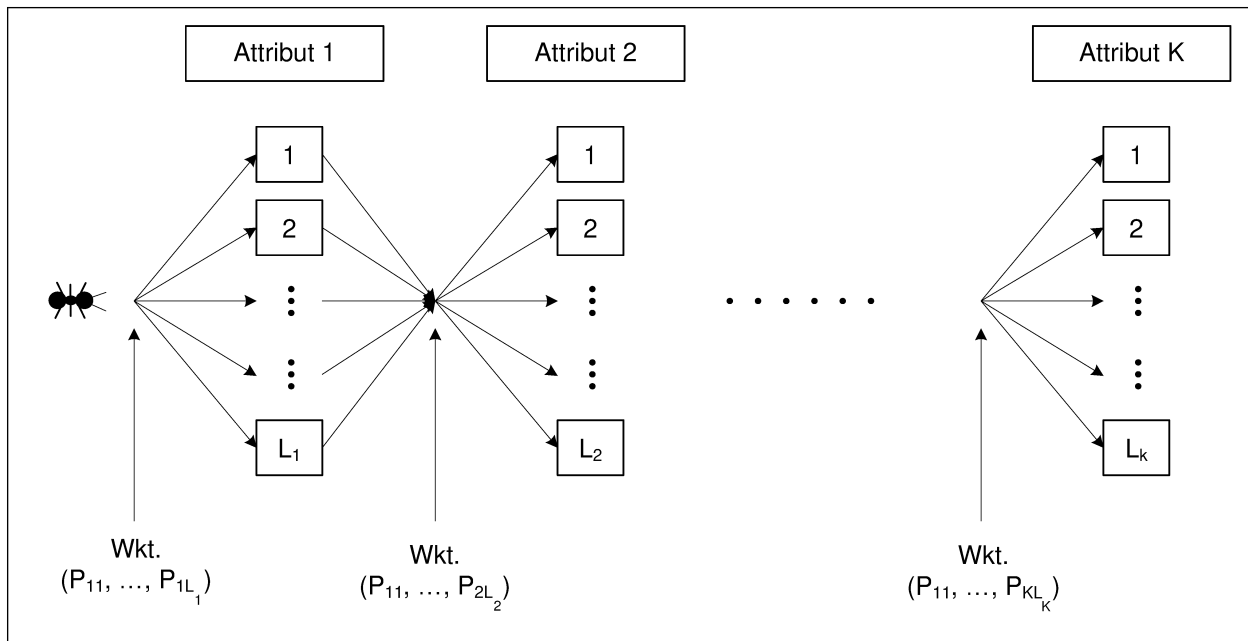 Attribut 1 Attribut 2 Attribut K
1 1 1
2 2 2
L₁ L₂ Lₖ
Wkt. Wkt. Wkt.
(P₁₁, …, P₁L₁) (P₁₁, …, P₂L₂) (P₁₁, …, PKLK)